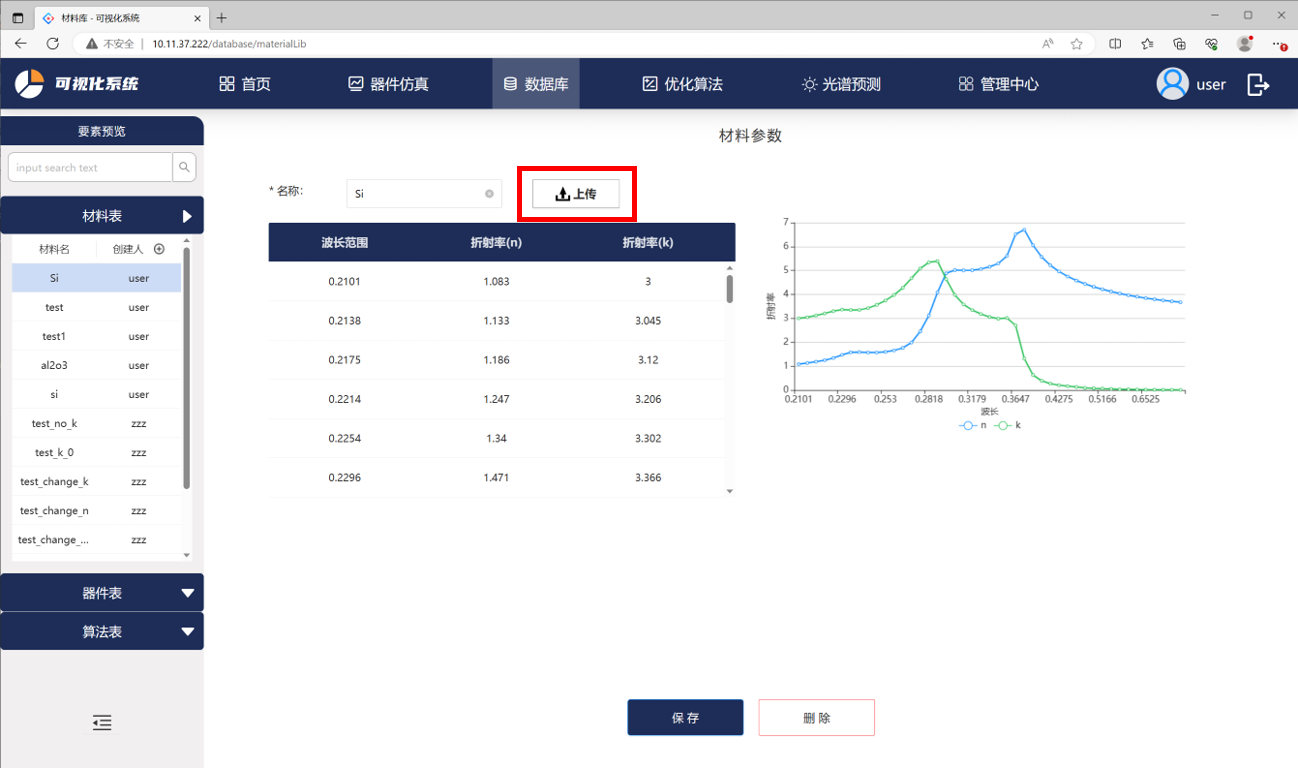 材料库 - 可视化系统
不安全 10.11.37.222/database/materialLib
可视化系统 首页 器件仿真 数据库 优化算法 光谱预测 管理中心 user
要素预览
input search text
材料表
材料名 创建人
Si user
test user
test1 user
al2o3 user
si user
test_no_k zzz
test_k_0 zzz
test_change_k zzz
test_change_n zzz
test_change_... zzz
器件表
算法表
材料参数
* 名称: Si 上传
波长范围 折射率(n) 折射率(k)
0.2101 1.083 3
0.2138 1.133 3.045
0.2175 1.186 3.12
0.2214 1.247 3.206
0.2254 1.34 3.302
0.2296 1.471 3.366
7
6
5
4
3
2
1
0
折射率
0.2101 0.2296 0.253 0.2818 0.3179 0.3647 0.4275 0.5166 0.6525
波长
n k
保 存 删 除